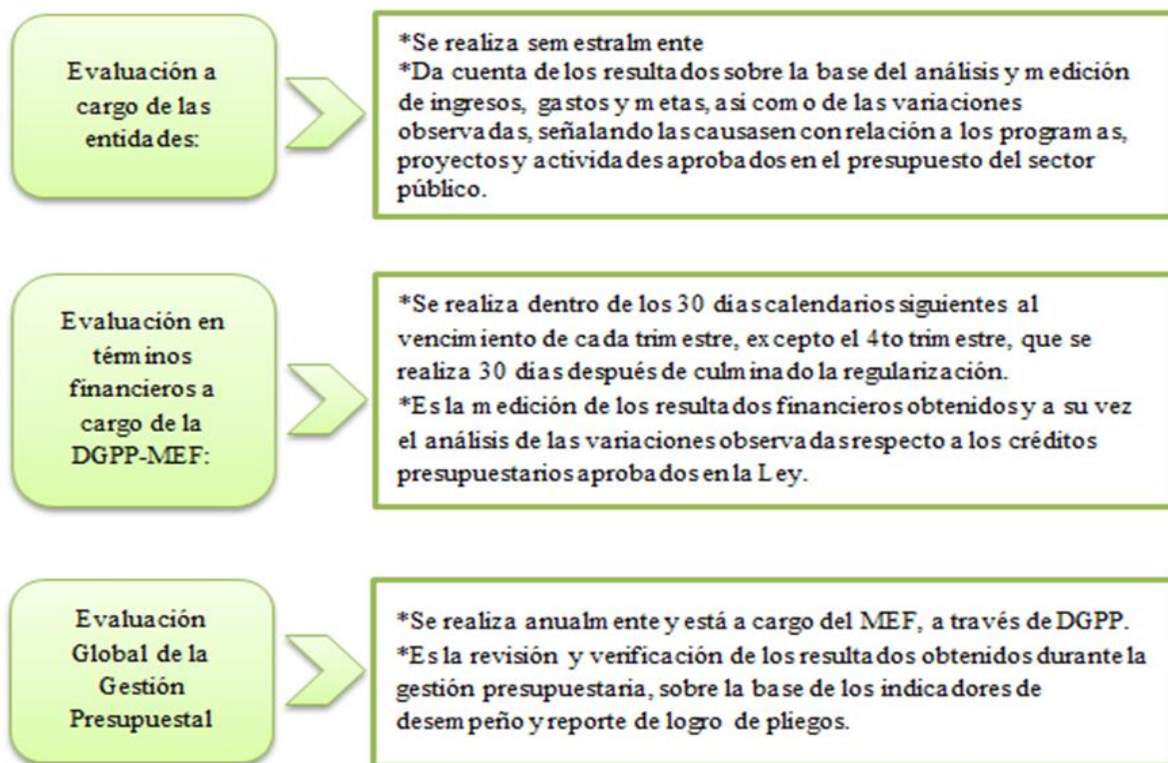 Evaluación a
cargo de las
entidades:
*Se realiza semestralmente
*Da cuenta de los resultados sobre la base del análisis y medición
de ingresos, gastos y metas, así como de las variaciones
observadas, señalando las causasen con relación a los programas,
proyectos y actividades aprobados en el presupuesto del sector
público.
Evaluación en
términos
financieros a
cargo de la
DGPP-MEF:
*Se realiza dentro de los 30 días calendarios siguientes al
vencimiento de cada trimestre, excepto el 4to trimestre, que se
realiza 30 días después de culminado la regularización.
*Es la medición de los resultados financieros obtenidos y a su vez
el análisis de las variaciones observadas respecto a los créditos
presupuestarios aprobados en la Ley.
Evaluación
Global de la
Gestión
Presupuestal
*Se realiza anualmente y está a cargo del MEF, a través de DGPP.
*Es la revisión y verificación de los resultados obtenidos durante la
gestión presupuestaria, sobre la base de los indicadores de
desempeño y reporte de logro de pliegos.